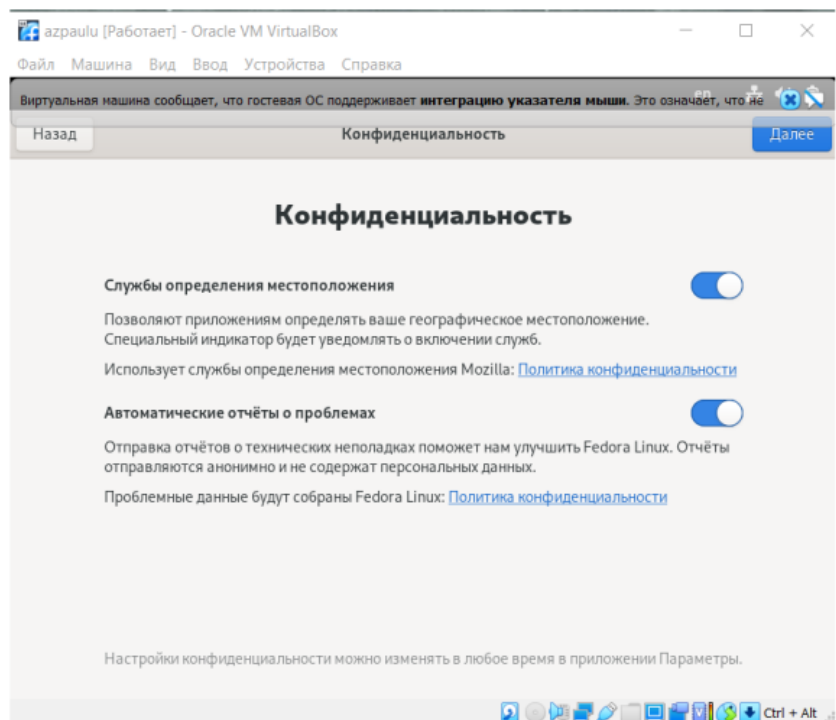 azpaulu [Работает] - Oracle VM VirtualBox
Файл Машина Вид Ввод Устройства Справка
Виртуальная машина сообщает, что гостевая ОС поддерживает интеграцию указателя мыши. Это означает, что не
en
Назад Конфиденциальность Далее
Конфиденциальность
Службы определения местоположения
Позволяют приложениям определять ваше географическое местоположение.
Специальный индикатор будет уведомлять о включении служб.
Использует службы определения местоположения Mozilla: Политика конфиденциальности
Автоматические отчёты о проблемах
Отправка отчётов о технических неполадках поможет нам улучшить Fedora Linux. Отчёты
отправляются анонимно и не содержат персональных данных.
Проблемные данные будут собраны Fedora Linux: Политика конфиденциальности
Настройки конфиденциальности можно изменять в любое время в приложении Параметры.
Ctrl + Alt